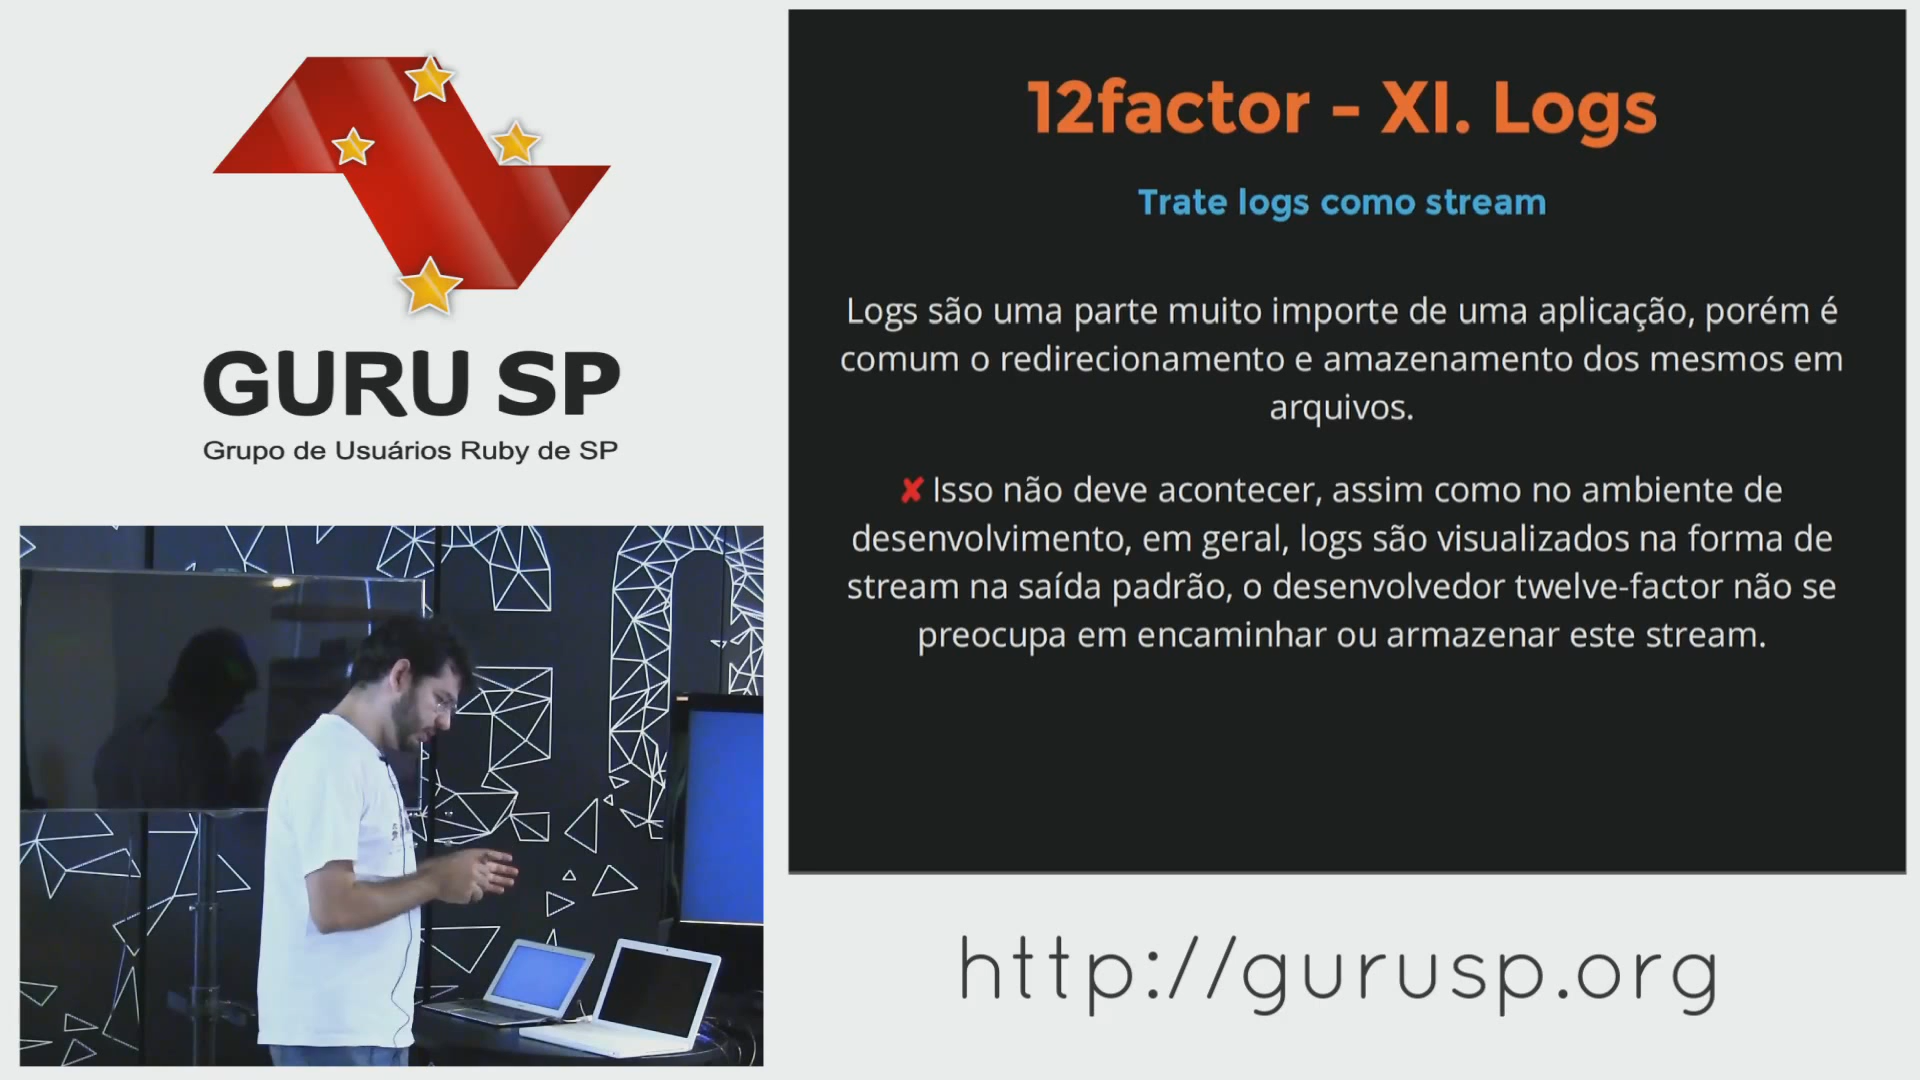 GURU SP
Grupo de Usuários Ruby de SP
12factor - XI. Logs
Trate logs como stream
Logs são uma parte muito importe de uma aplicação, porém é
comum o redirecionamento e amazenamento dos mesmos em
arquivos.
✘ Isso não deve acontecer, assim como no ambiente de
desenvolvimento, em geral, logs são visualizados na forma de
stream na saída padrão, o desenvolvedor twelve-factor não se
preocupa em encaminhar ou armazenar este stream.
http://gurusp.org